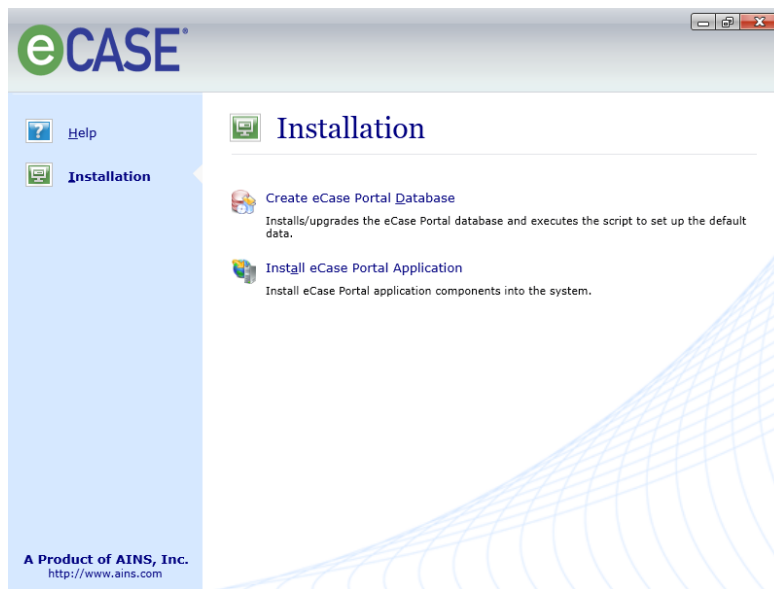 eCASE
Help
Installation
Installation
Create eCase Portal Database
Installs/upgrades the eCase Portal database and executes the script to set up the default
data.
Install eCase Portal Application
Install eCase Portal application components into the system.
A Product of AINS, Inc.
http://www.ains.com